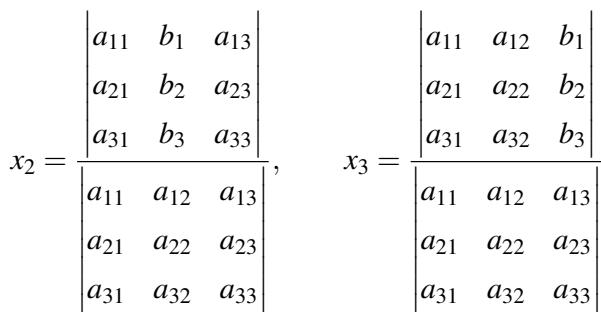 x₂ = |a₁₁ b₁ a₁₃; a₂₁ b₂ a₂₃; a₃₁ b₃ a₃₃| / |a₁₁ a₁₂ a₁₃; a₂₁ a₂₂ a₂₃; a₃₁ a₃₂ a₃₃|, x₃ = |a₁₁ a₁₂ b₁; a₂₁ a₂₂ b₂; a₃₁ a₃₂ b₃| / |a₁₁ a₁₂ a₁₃; a₂₁ a₂₂ a₂₃; a₃₁ a₃₂ a₃₃|